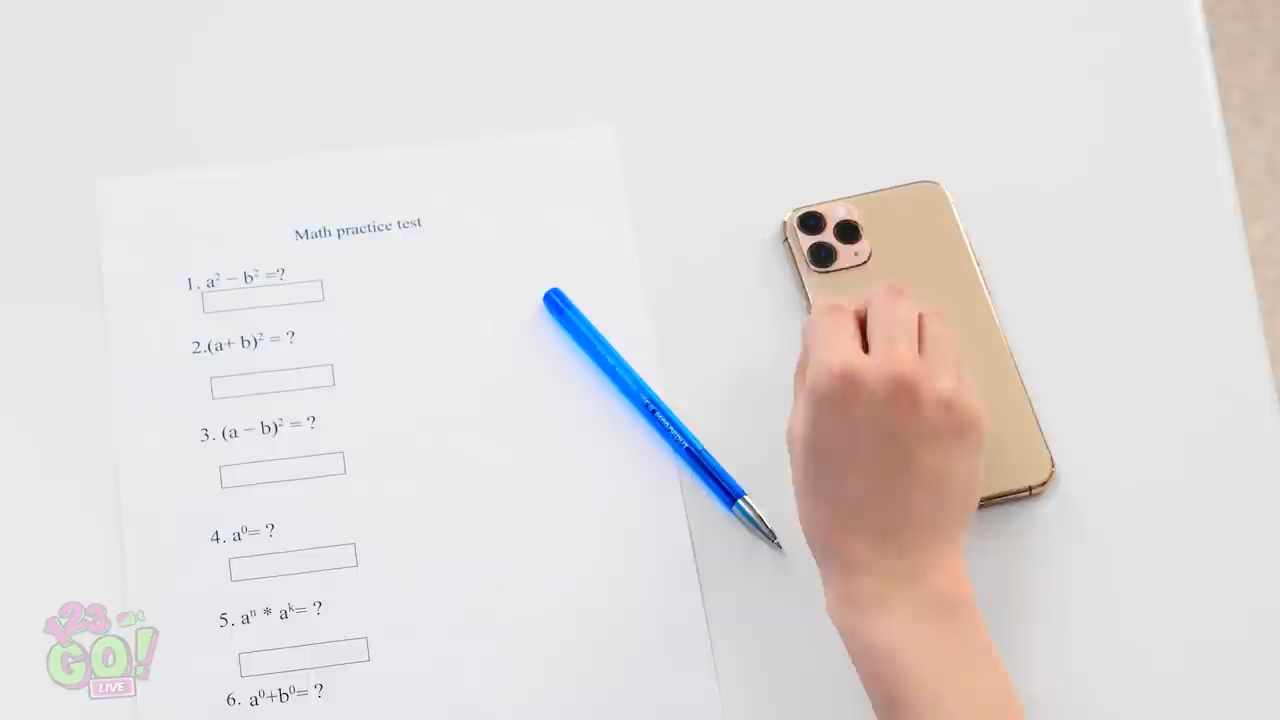 Math practice test
1. a² − b² =?
2.(a+ b)² = ?
3. (a − b)² = ?
4. a⁰= ?
5. aⁿ * aᵏ= ?
6. a⁰+b⁰= ?
123
GO!
LIVE